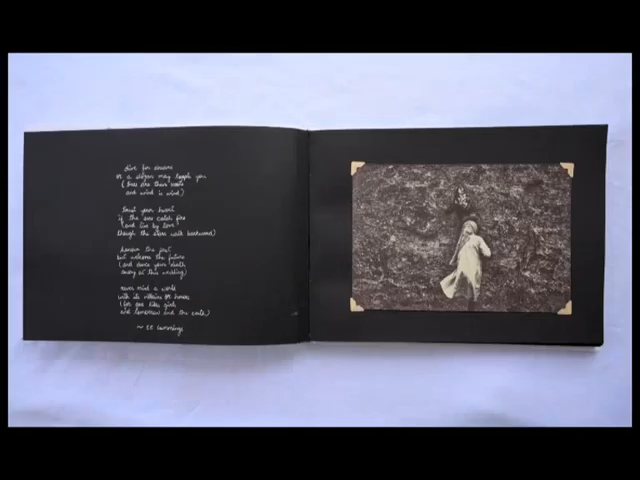 dive for dreams
or a slogan may topple you
(trees are their roots
and wind is wind)
trust your heart
if the seas catch fire
(and live by love
though the stars walk backward)
honour the past
but welcome the future
(and dance your death
away at this wedding)
never mind a world
with its villains or heroes
(for god likes girls
and tomorrow and the earth)
~ ee cummings